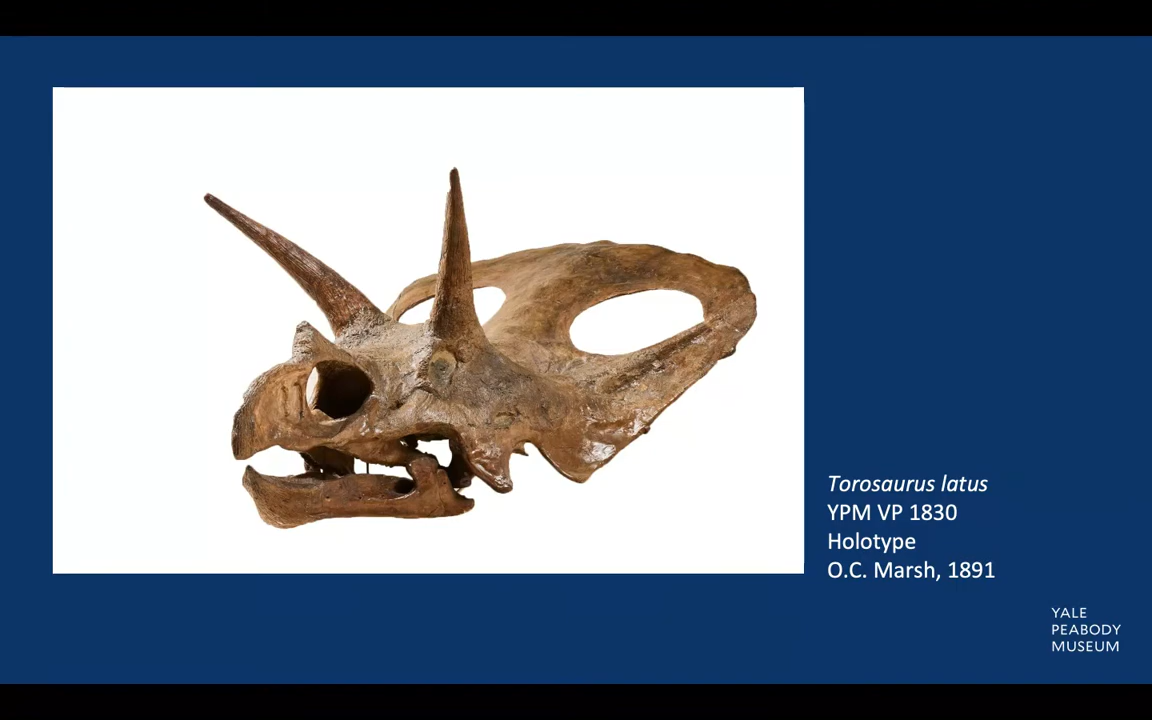 Torosaurus latus
YPM VP 1830
Holotype
O.C. Marsh, 1891
YALE
PEABODY
MUSEUM